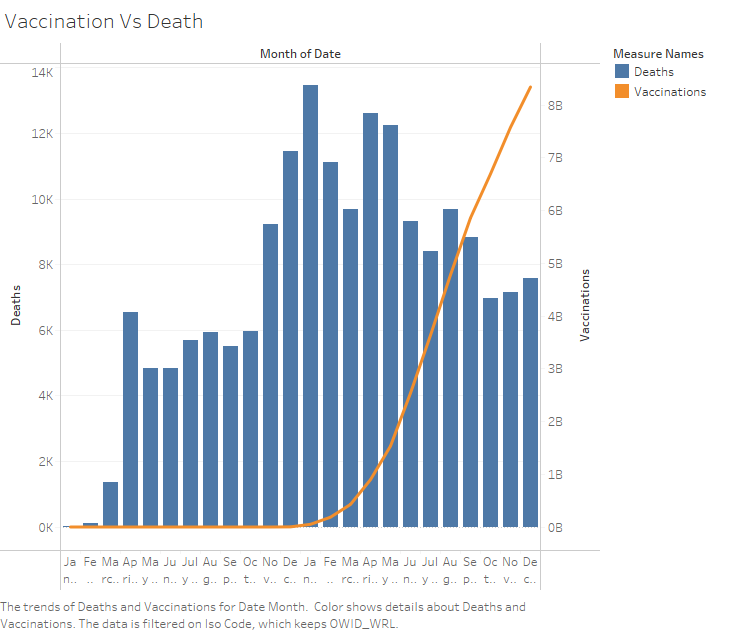 Vaccination Vs Death
Month of Date
Measure Names
Deaths
Vaccinations
14K
12K
10K
8K
6K
4K
2K
0K
Deaths
8B
7B
6B
5B
4B
3B
2B
1B
0B
Vaccinations
Ja Fe Ma Ap Ma Ju Jul Au Se Oc No De Ja Fe Ma Ap Ma Ju Jul Au Se Oc No De
n.. .. rc.. ri.. y .. n.. y .. g.. p.. t.. v.. c.. n.. .. rc.. ri.. y .. n.. y .. g.. p.. t.. v.. c..
The trends of Deaths and Vaccinations for Date Month.  Color shows details about Deaths and
Vaccinations. The data is filtered on Iso Code, which keeps OWID_WRL.